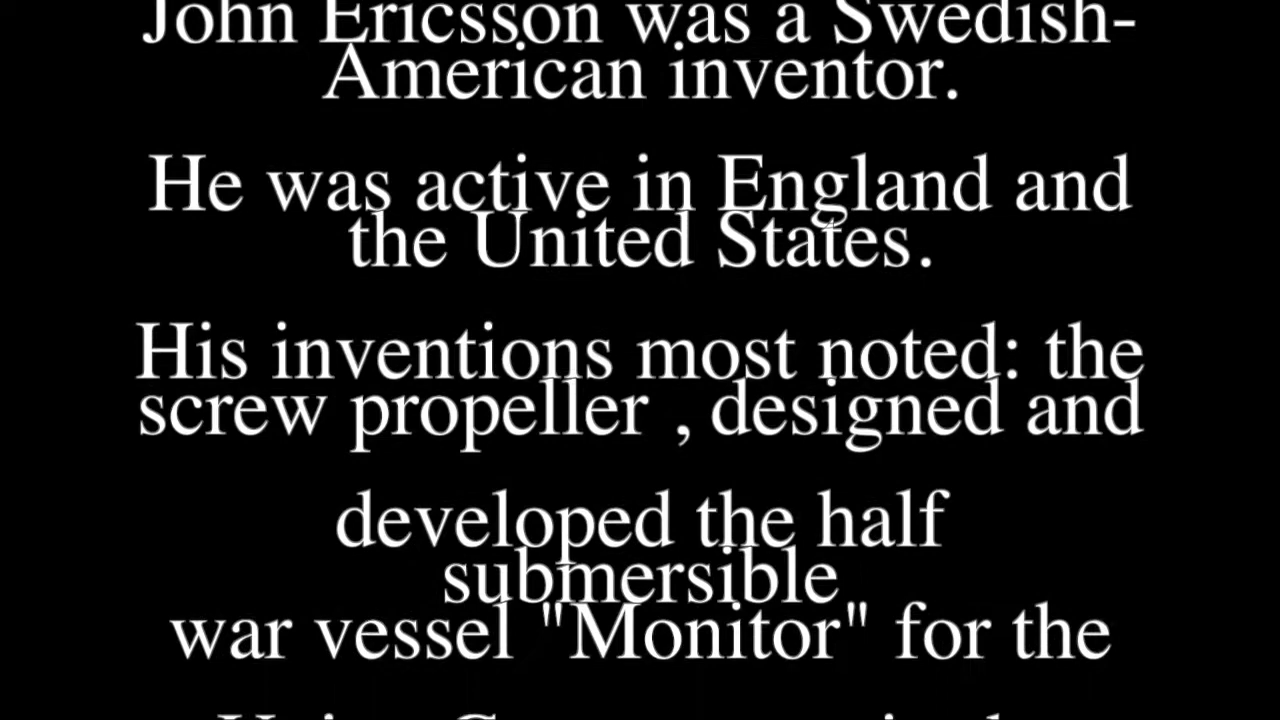 John Ericsson was a Swedish-
American inventor.
He was active in England and
the United States.
His inventions most noted: the
screw propeller , designed and
developed the half
submersible
war vessel "Monitor" for the